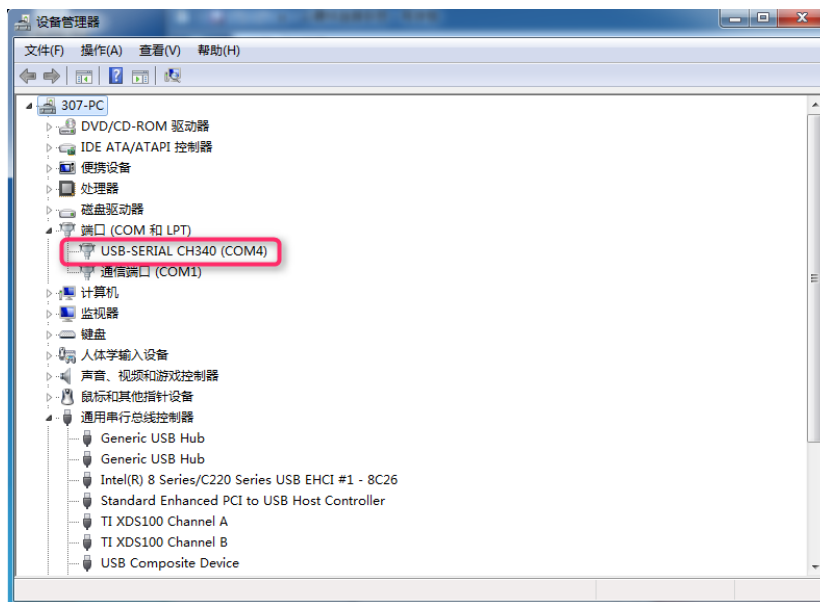 设备管理器
文件(F) 操作(A) 查看(V) 帮助(H)
307-PC
DVD/CD-ROM 驱动器
IDE ATA/ATAPI 控制器
便携设备
处理器
磁盘驱动器
端口 (COM 和 LPT)
USB-SERIAL CH340 (COM4)
通信端口 (COM1)
计算机
监视器
键盘
人体学输入设备
声音、视频和游戏控制器
鼠标和其他指针设备
通用串行总线控制器
Generic USB Hub
Generic USB Hub
Intel(R) 8 Series/C220 Series USB EHCI #1 - 8C26
Standard Enhanced PCI to USB Host Controller
TI XDS100 Channel A
TI XDS100 Channel B
USB Composite Device